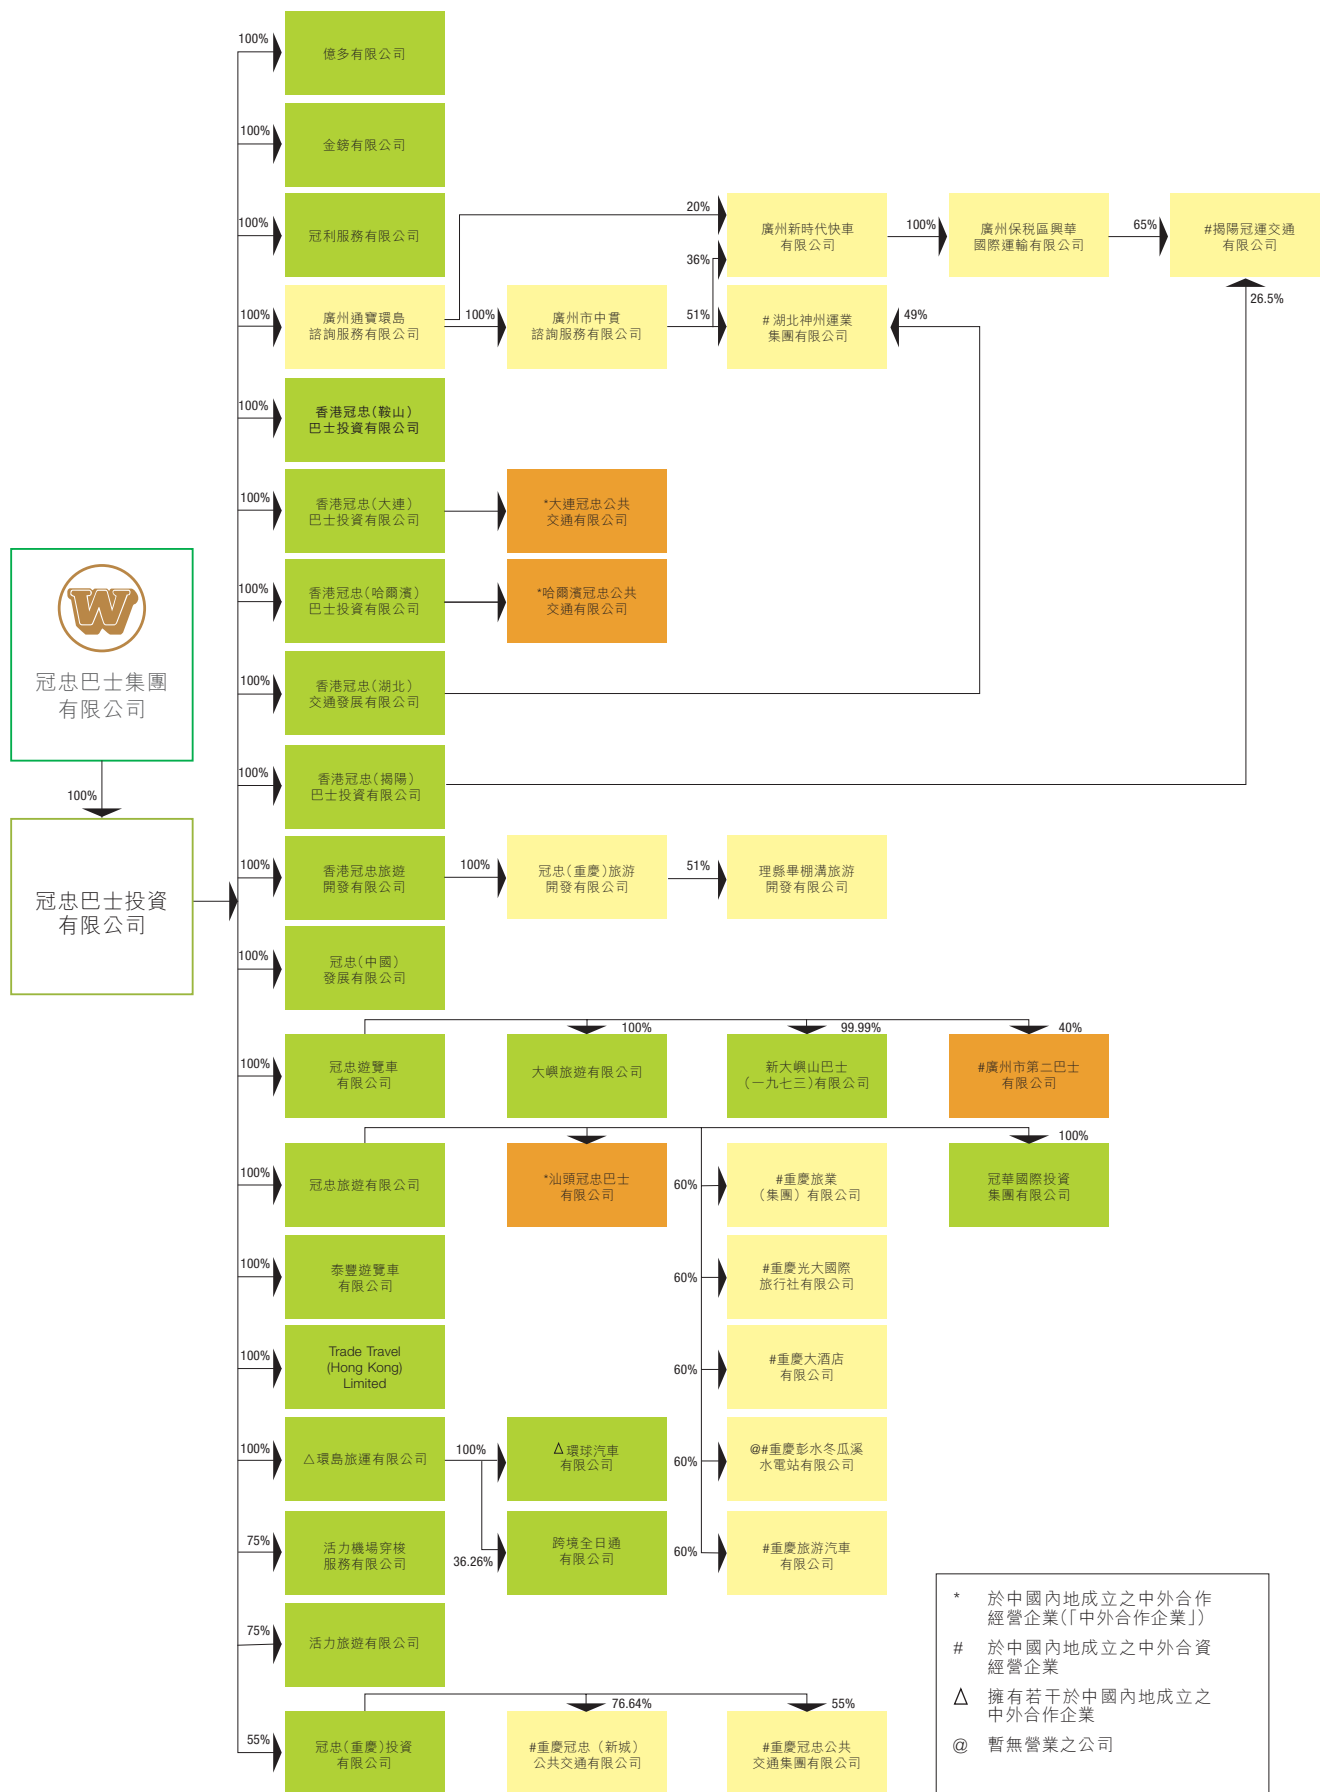 100%
億多有限公司
100%
金鎊有限公司
100%
冠利服務有限公司
20%
廣州新時代快車
有限公司
100%
廣州保稅區興華
國際運輸有限公司
65%
#揭陽冠運交通
有限公司
36%
26.5%
100%
廣州通寶環島
諮詢服務有限公司
100%
廣州市中貫
諮詢服務有限公司
51%
# 湖北神州運業
集團有限公司
49%
100%
香港冠忠(鞍山)
巴士投資有限公司
100%
香港冠忠(大連)
巴士投資有限公司
*大連冠忠公共
交通有限公司
100%
香港冠忠(哈爾濱)
巴士投資有限公司
*哈爾濱冠忠公共
交通有限公司
W
冠忠巴士集團
有限公司
100%
香港冠忠(湖北)
交通發展有限公司
100%
香港冠忠(揭陽)
巴士投資有限公司
100%
冠忠巴士投資
有限公司
100%
香港冠忠旅遊
開發有限公司
100%
冠忠(重慶)旅游
開發有限公司
51%
理縣畢棚溝旅游
開發有限公司
100%
冠忠(中國)
發展有限公司
100%
冠忠遊覽車
有限公司
100%
大嶼旅遊有限公司
99.99%
新大嶼山巴士
(一九七三)有限公司
40%
#廣州市第二巴士
有限公司
100%
冠忠旅遊有限公司
*汕頭冠忠巴士
有限公司
60%
#重慶旅業
(集團) 有限公司
100%
冠華國際投資
集團有限公司
100%
泰豐遊覽車
有限公司
60%
#重慶光大國際
旅行社有限公司
100%
Trade Travel
(Hong Kong)
Limited
60%
#重慶大酒店
有限公司
100%
△環島旅運有限公司
100%
△環球汽車
有限公司
60%
@#重慶彭水冬瓜溪
水電站有限公司
75%
活力機場穿梭
服務有限公司
36.26%
跨境全日通
有限公司
60%
#重慶旅游汽車
有限公司
75%
活力旅遊有限公司
55%
冠忠(重慶)投資
有限公司
76.64%
#重慶冠忠（新城)
公共交通有限公司
55%
#重慶冠忠公共
交通集團有限公司
* 於中國內地成立之中外合作
經營企業(「中外合作企業」)
# 於中國內地成立之中外合資
經營企業
△ 擁有若干於中國內地成立之
中外合作企業
@ 暫無營業之公司